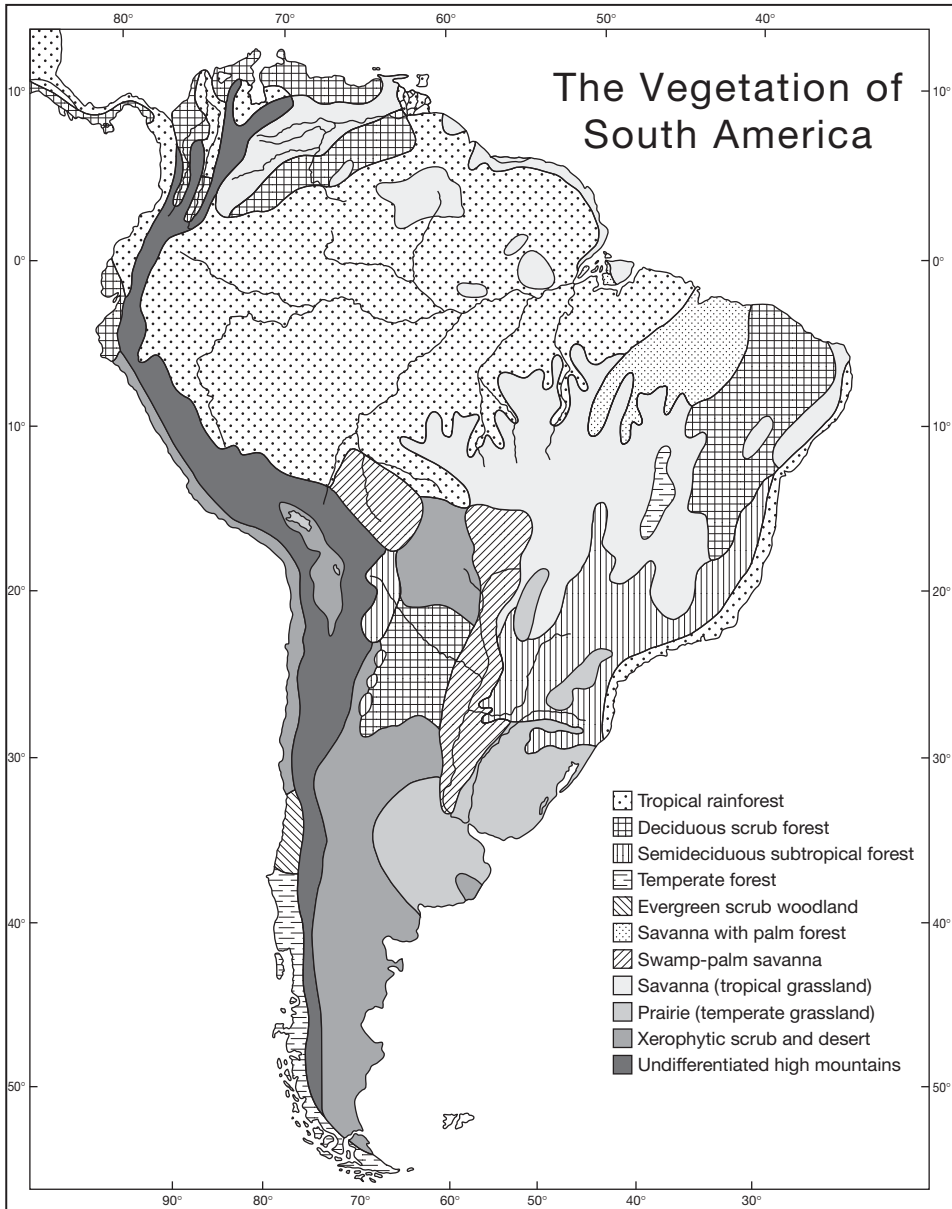 80° 70° 60° 50° 40°
The Vegetation of
South America
10° 10°
0° 0°
10° 10°
20° 20°
30° 30°
Tropical rainforest
Deciduous scrub forest
Semideciduous subtropical forest
Temperate forest
Evergreen scrub woodland
40° 40°
Savanna with palm forest
Swamp-palm savanna
Savanna (tropical grassland)
Prairie (temperate grassland)
Xerophytic scrub and desert
Undifferentiated high mountains
50° 50°
90° 80° 70° 60° 50° 40° 30°